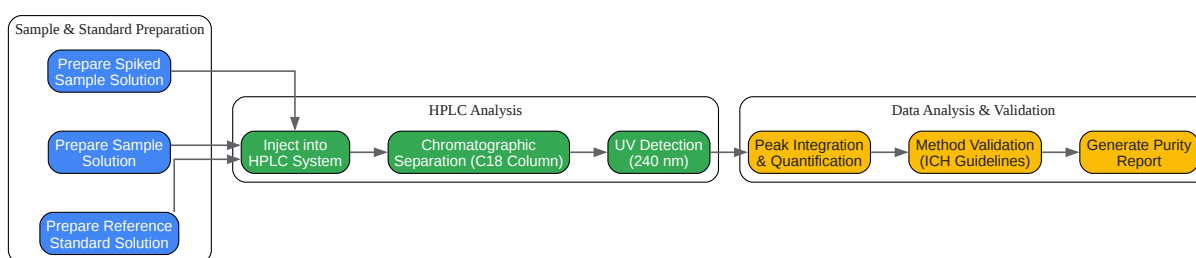 Sample & Standard Preparation
Prepare Spiked
Sample Solution
Prepare Sample
Solution
Prepare Reference
Standard Solution
HPLC Analysis
Inject into
HPLC System
Chromatographic
Separation (C18 Column)
UV Detection
(240 nm)
Data Analysis & Validation
Peak Integration
& Quantification
Method Validation
(ICH Guidelines)
Generate Purity
Report